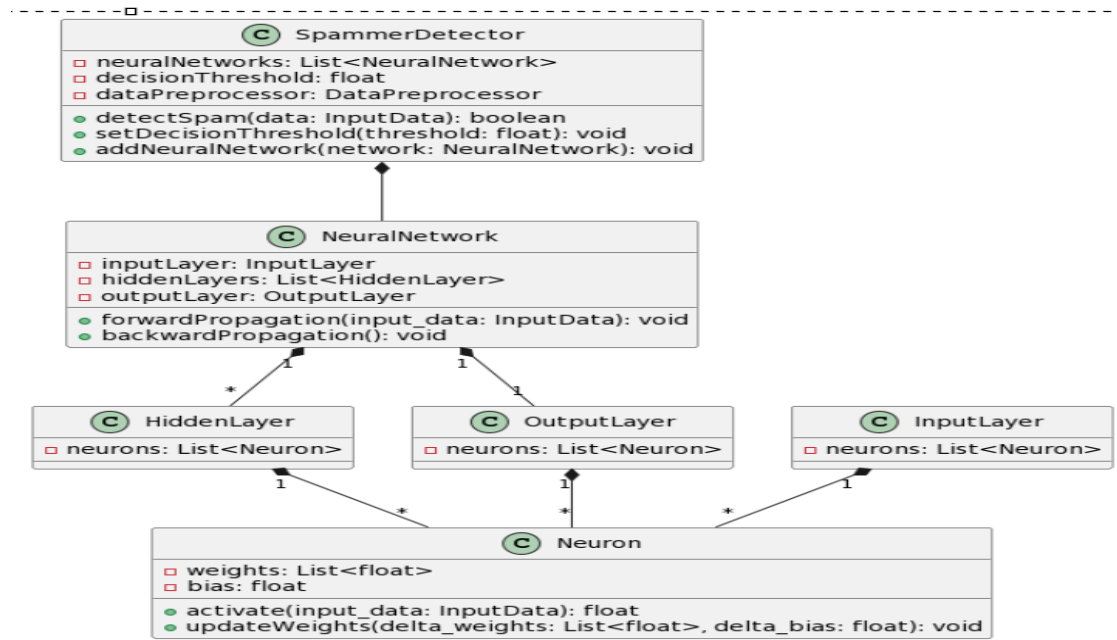 C SpammerDetector
neuralNetworks: List<NeuralNetwork>
decisionThreshold: float
dataPreprocessor: DataPreprocessor
detectSpam(data: InputData): boolean
setDecisionThreshold(threshold: float): void
addNeuralNetwork(network: NeuralNetwork): void
C NeuralNetwork
inputLayer: InputLayer
hiddenLayers: List<HiddenLayer>
outputLayer: OutputLayer
forwardPropagation(input_data: InputData): void
backwardPropagation(): void
1 1
* 1
C HiddenLayer
neurons: List<Neuron>
C OutputLayer
neurons: List<Neuron>
C InputLayer
neurons: List<Neuron>
1 1 1
* * *
C Neuron
weights: List<float>
bias: float
activate(input_data: InputData): float
updateWeights(delta_weights: List<float>, delta_bias: float): void